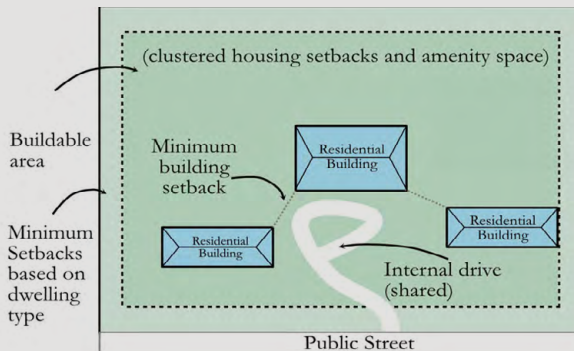 (clustered housing setbacks and amenity space)
Buildable
area
Minimum
building
setback
Residential
Building
Minimum
Setbacks
based on
dwelling
type
Residential
Building
Residential
Building
Internal drive
(shared)
Public Street